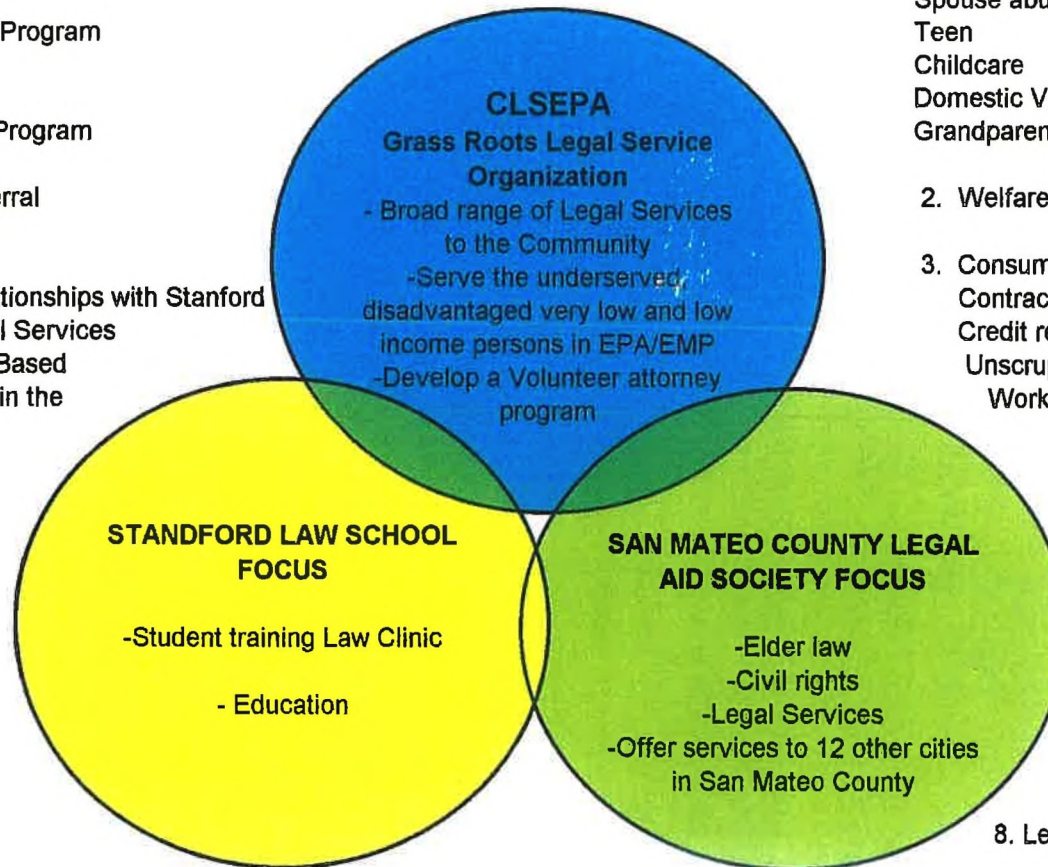 Program
Program
erral
tionships with Stanford
l Services
Based
in the
CLSEPA
Grass Roots Legal Service
Organization
- Broad range of Legal Services
to the Community
-Serve the underserved,
disadvantaged very low and low
income persons in EPA/EMP
-Develop a Volunteer attorney
program
STANDFORD LAW SCHOOL
FOCUS
-Student training Law Clinic
- Education
SAN MATEO COUNTY LEGAL
AID SOCIETY FOCUS
-Elder law
-Civil rights
-Legal Services
-Offer services to 12 other cities
in San Mateo County
Spouse abu
Teen
Childcare
Domestic V
Grandparen
2. Welfare
3. Consum
Contrac
Credit re
Unscrup
Work
8. Le